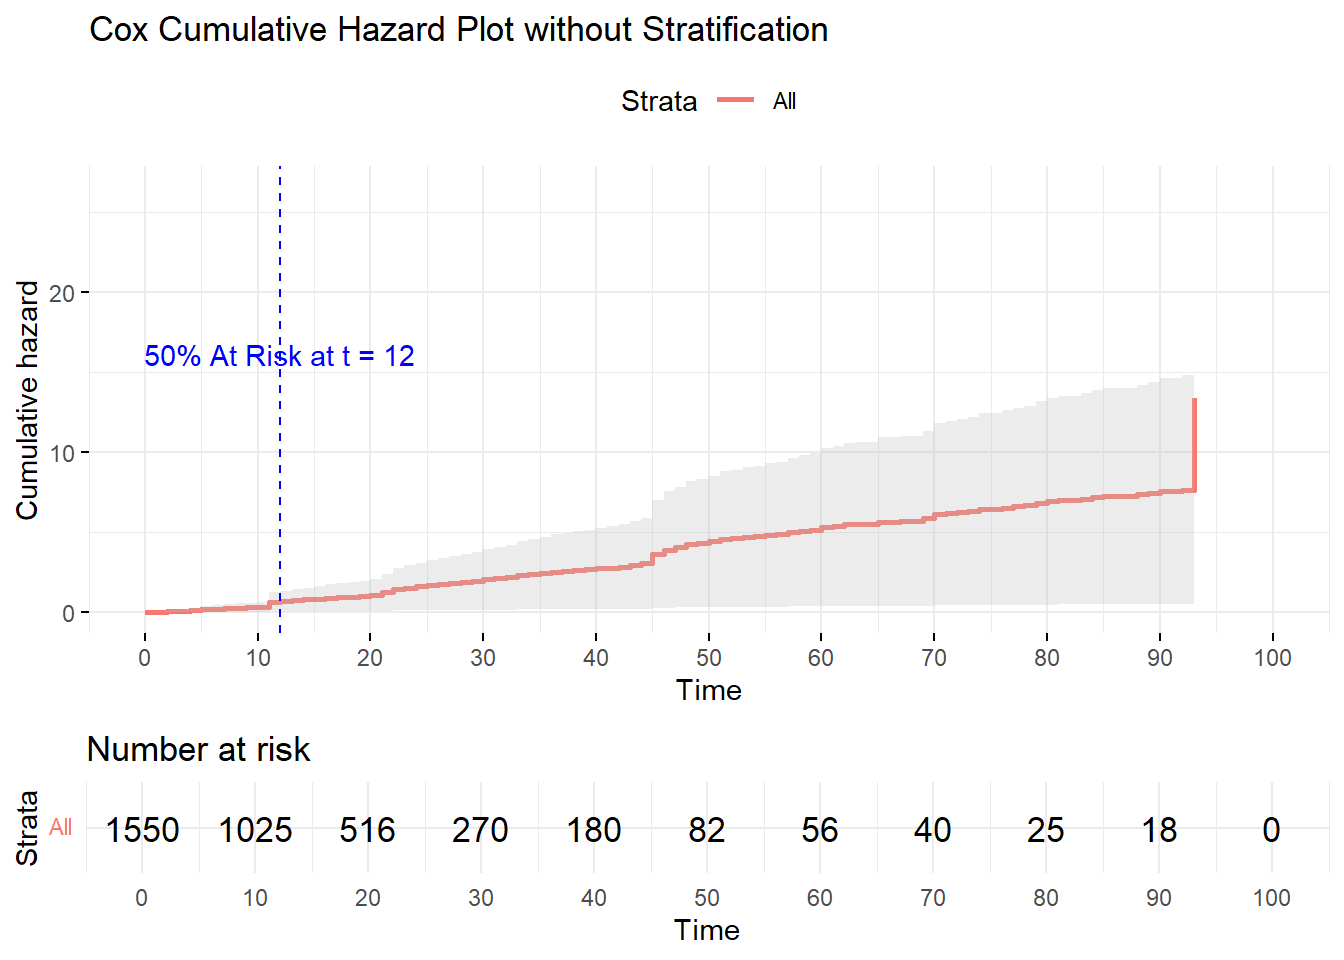 Cox Cumulative Hazard Plot without Stratification
Strata All
Cumulative hazard
20
10
0
50% At Risk at t = 12
0 10 20 30 40 50 60 70 80 90 100
Time
Number at risk
Strata
All 1550 1025 516 270 180 82 56 40 25 18 0
0 10 20 30 40 50 60 70 80 90 100
Time